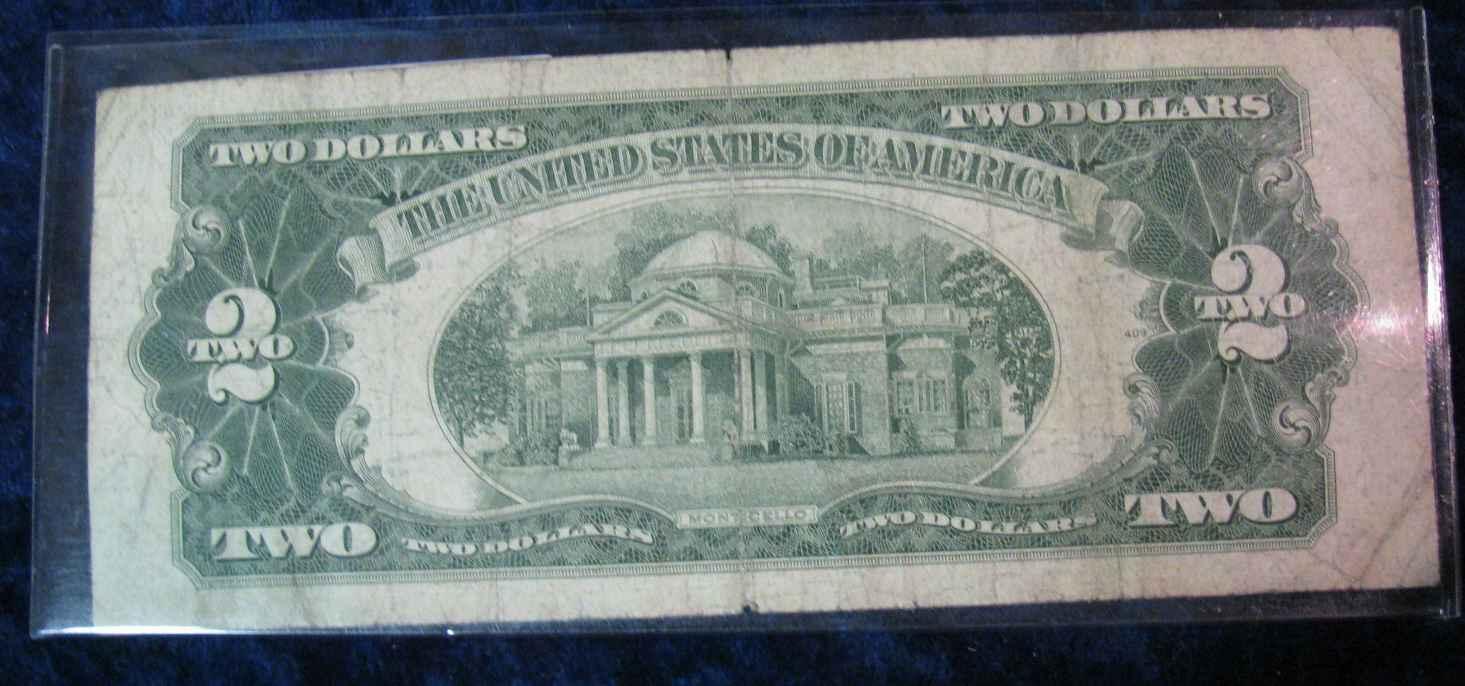 TWO DOLLARS
TWO DOLLARS
THE UNITED STATES OF AMERICA
2
TWO
2
TWO
409
MONTICELLO
TWO
TWO DOLLARS
TWO DOLLARS
TWO